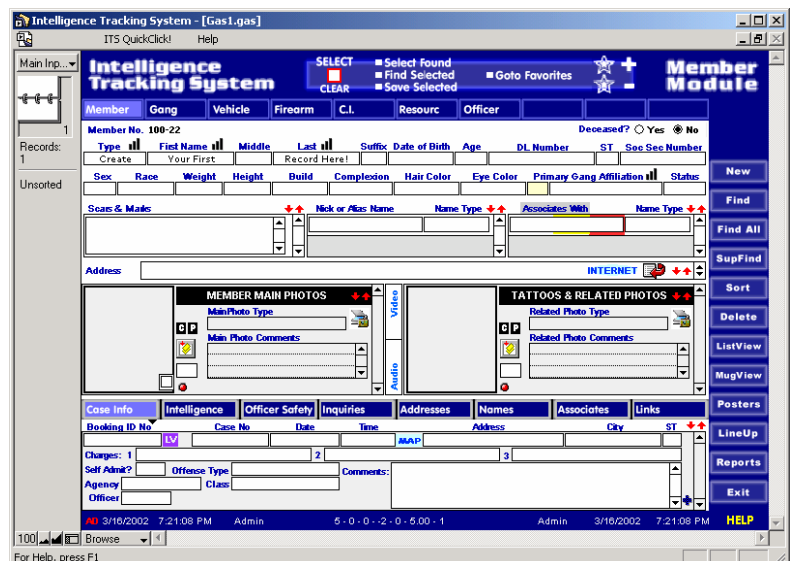 Intelligence Tracking System - [Gas1.gas]
ITS QuickClick! Help
Main Inp...
Intelligence Tracking System
SELECT
CLEAR
Select Found
Find Selected
Save Selected
Goto Favorites
+
-
Member Module
Member Gang Vehicle Firearm C.I. Resourc Officer
1
Records:
1
Unsorted
Member No. 100-22 Deceased? Yes No
Type First Name Middle Last Suffix Date of Birth Age DL Number ST Soc Sec Number
Create Your First Record Here!
Sex Race Weight Height Build Complexion Hair Color Eye Color Primary Gang Affiliation Status
Scars & Marks Nick or Alias Name Name Type Associates With Name Type
Address INTERNET
MEMBER MAIN PHOTOS
MainPhoto Type
C P
Main Photo Comments
Video
Audio
TATTOOS & RELATED PHOTOS
Related Photo Type
C P
Related Photo Comments
Case Info Intelligence Officer Safety Inquiries Addresses Names Associates Links
Booking ID No Case No Date Time Address City ST
LV MAP
Charges: 1 2 3
Self Admit? Offense Type Comments:
Agency Class
Officer
New
Find
Find All
SupFind
Sort
Delete
ListView
MugView
Posters
LineUp
Reports
Exit
HELP
3/16/2002 7:21:08 PM Admin 5 - 0 - 0 - -2 - 0 - 5.00 - 1 Admin 3/16/2002 7:21:08 PM
100 Browse
For Help, press F1